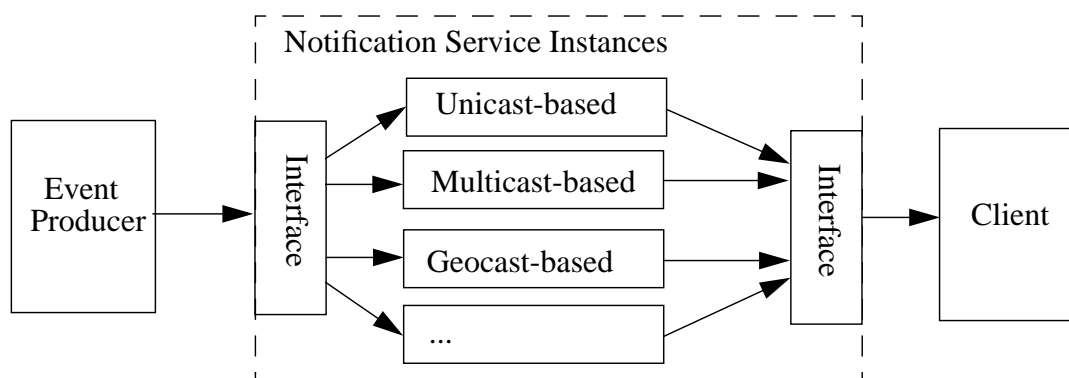 Notification Service Instances
Event
Producer
Interface
Unicast-based
Multicast-based
Geocast-based
...
Interface
Client